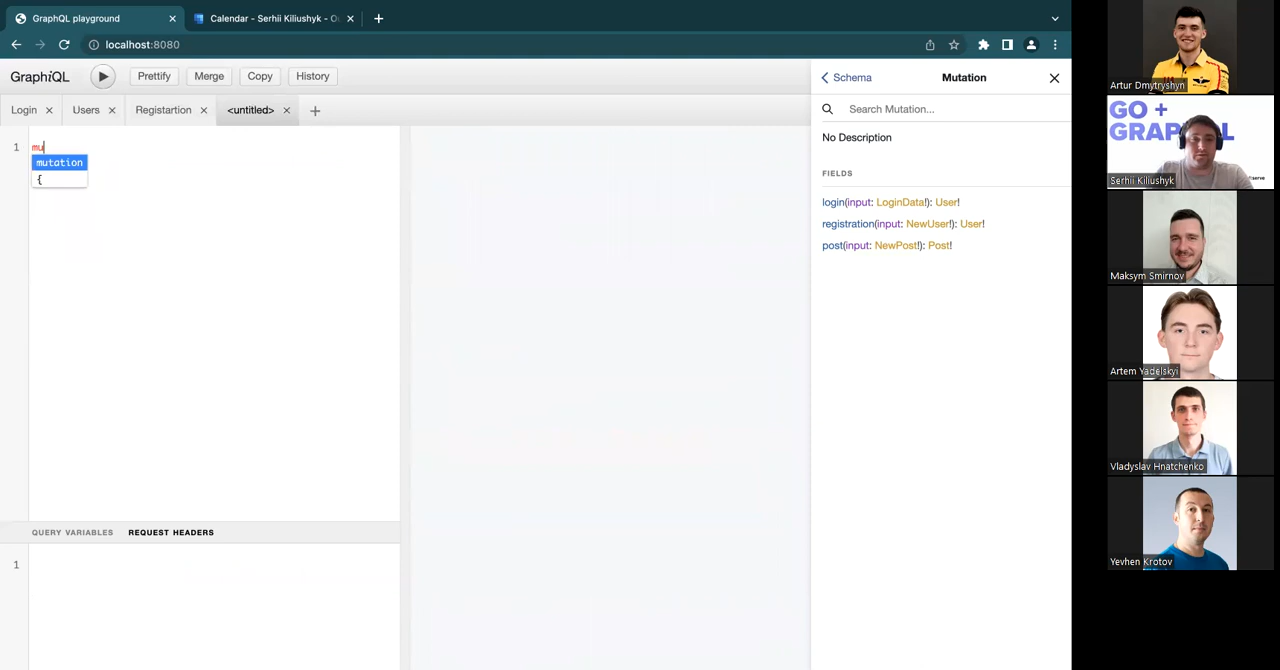 GraphQL playground
Calendar - Serhii Kiliushyk - O
localhost:8080
GraphiQL
Prettify
Merge
Copy
History
Login
Users
Registartion
<untitled>
1
mu
mutation
{
QUERY VARIABLES
REQUEST HEADERS
1
Schema
Mutation
Search Mutation...
No Description
FIELDS
login(input: LoginData!): User!
registration(input: NewUser!): User!
post(input: NewPost!): Post!
Artur Dmytryshyn
GO +
GRAPHQL
Serhii Kiliushyk
Maksym Smirnov
Artem Yadelskyi
Vladyslav Hnatchenko
Yevhen Krotov